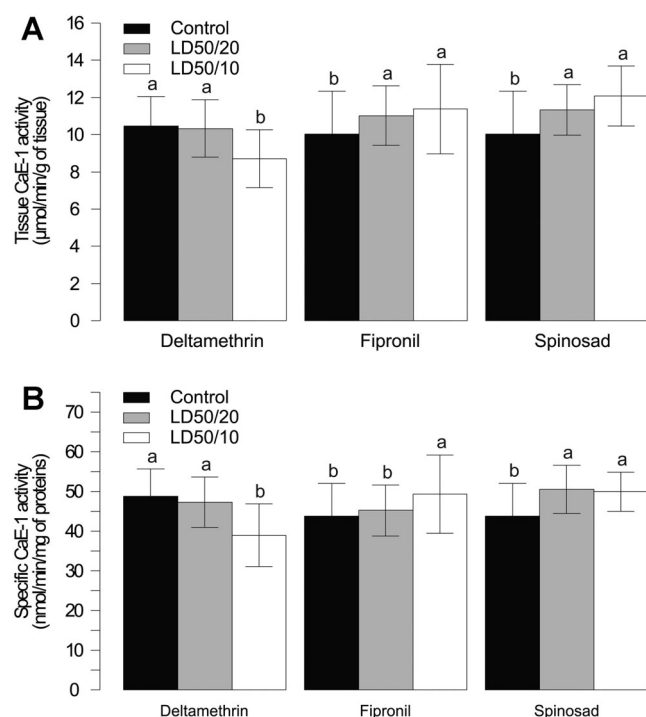 A
Control
LD50/20
LD50/10
Tissue CaE-1 activity
(µmol/min/g of tissue)
16
14
12
10
8
6
4
2
0
a
a
b
b
a
a
b
a
a
Deltamethrin
Fipronil
Spinosad
B
Control
LD50/20
LD50/10
Specific CaE-1 activity
(nmol/min/mg of proteins)
70
60
50
40
30
20
10
0
a
a
b
b
b
a
b
a
a
Deltamethrin
Fipronil
Spinosad